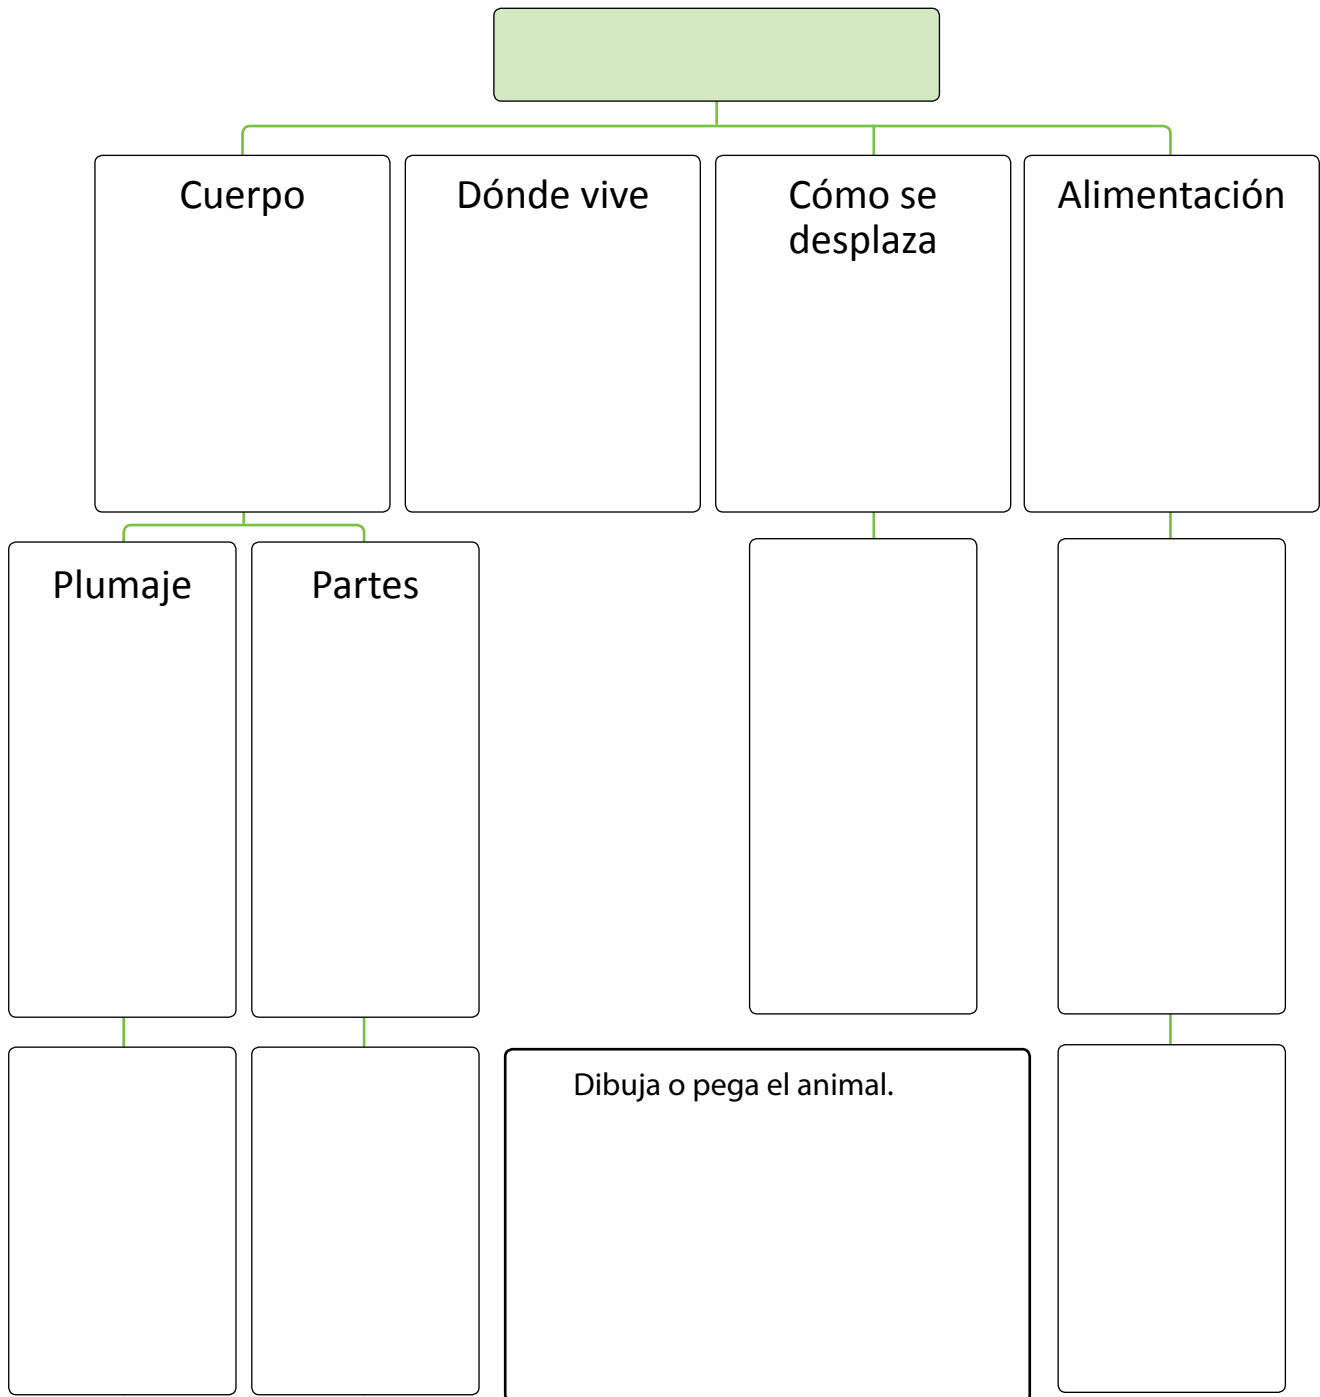 Cuerpo
Dónde vive
Cómo se
desplaza
Alimentación
Plumaje
Partes
Dibuja o pega el animal.